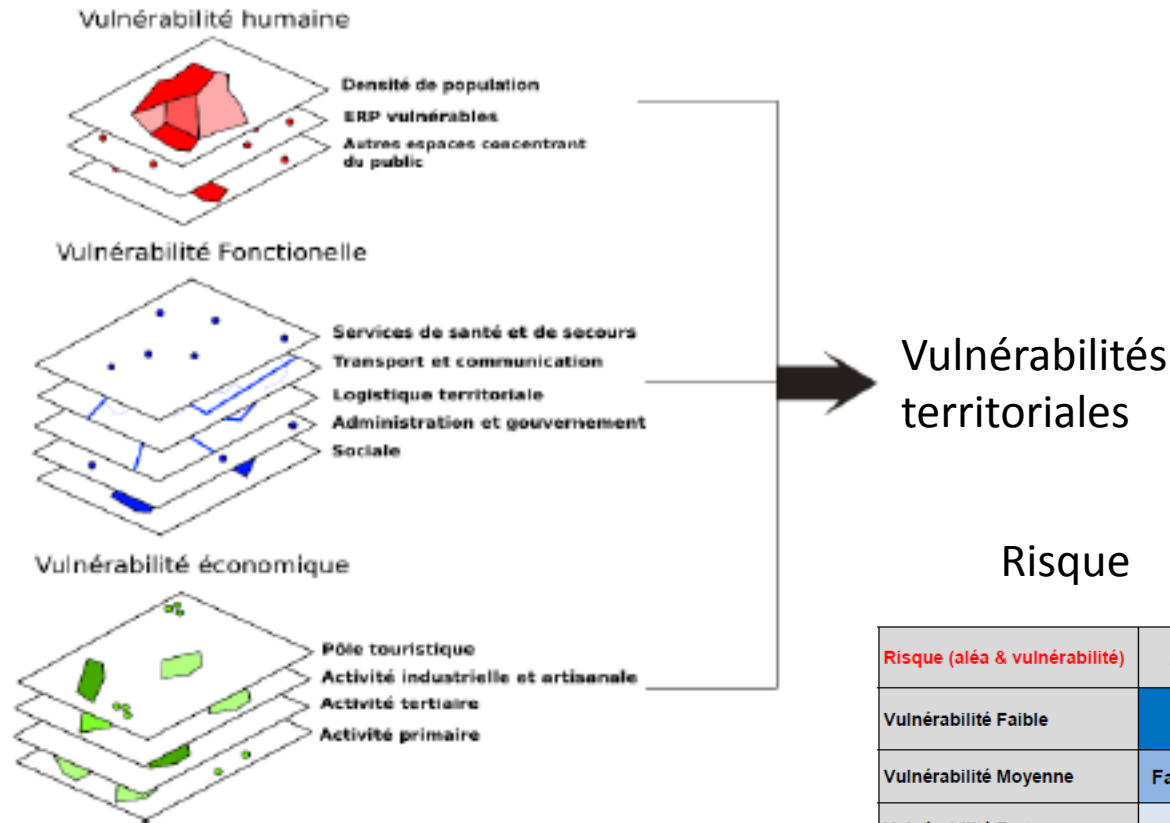 Vulnérabilité humaine
Densité de population
ERP vulnérables
Autres espaces concentrant
du public
Vulnérabilité Fonctionelle
Services de santé et de secours
Transport et communication
Logistique territoriale
Administration et gouvernement
Sociale
Vulnérabilité économique
Pôle touristique
Activité industrielle et artisanale
Activité tertiaire
Activité primaire
Vulnérabilités
territoriales
Risque
Risque (aléa & vulnérabilité)
Vulnérabilité Faible
Vulnérabilité Moyenne